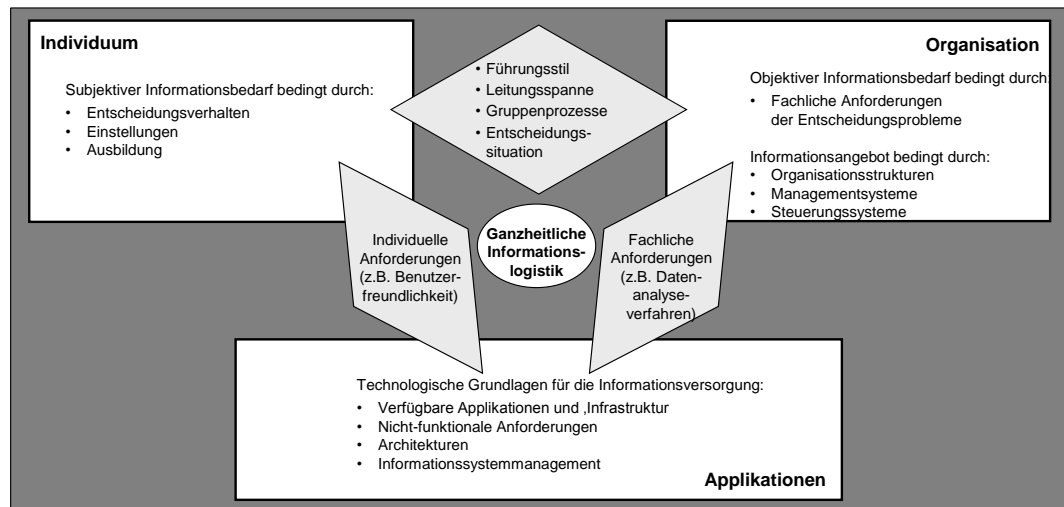 Individuum
Subjektiver Informationsbedarf bedingt durch:
• Entscheidungsverhalten
• Einstellungen
• Ausbildung
• Führungsstil
• Leitungsspanne
• Gruppenprozesse
• Entscheidungs-
situation
Organisation
Objektiver Informationsbedarf bedingt durch:
• Fachliche Anforderungen
der Entscheidungsprobleme
Informationsangebot bedingt durch:
• Organisationsstrukturen
• Managementsysteme
• Steuerungssysteme
Individuelle
Anforderungen
(z.B. Benutzer-
freundlichkeit)
Ganzheitliche
Informations-
logistik
Fachliche
Anforderungen
(z.B. Daten-
analyse-
verfahren)
Technologische Grundlagen für die Informationsversorgung:
• Verfügbare Applikationen und ‚Infrastruktur
• Nicht-funktionale Anforderungen
• Architekturen
• Informationssystemmanagement
Applikationen